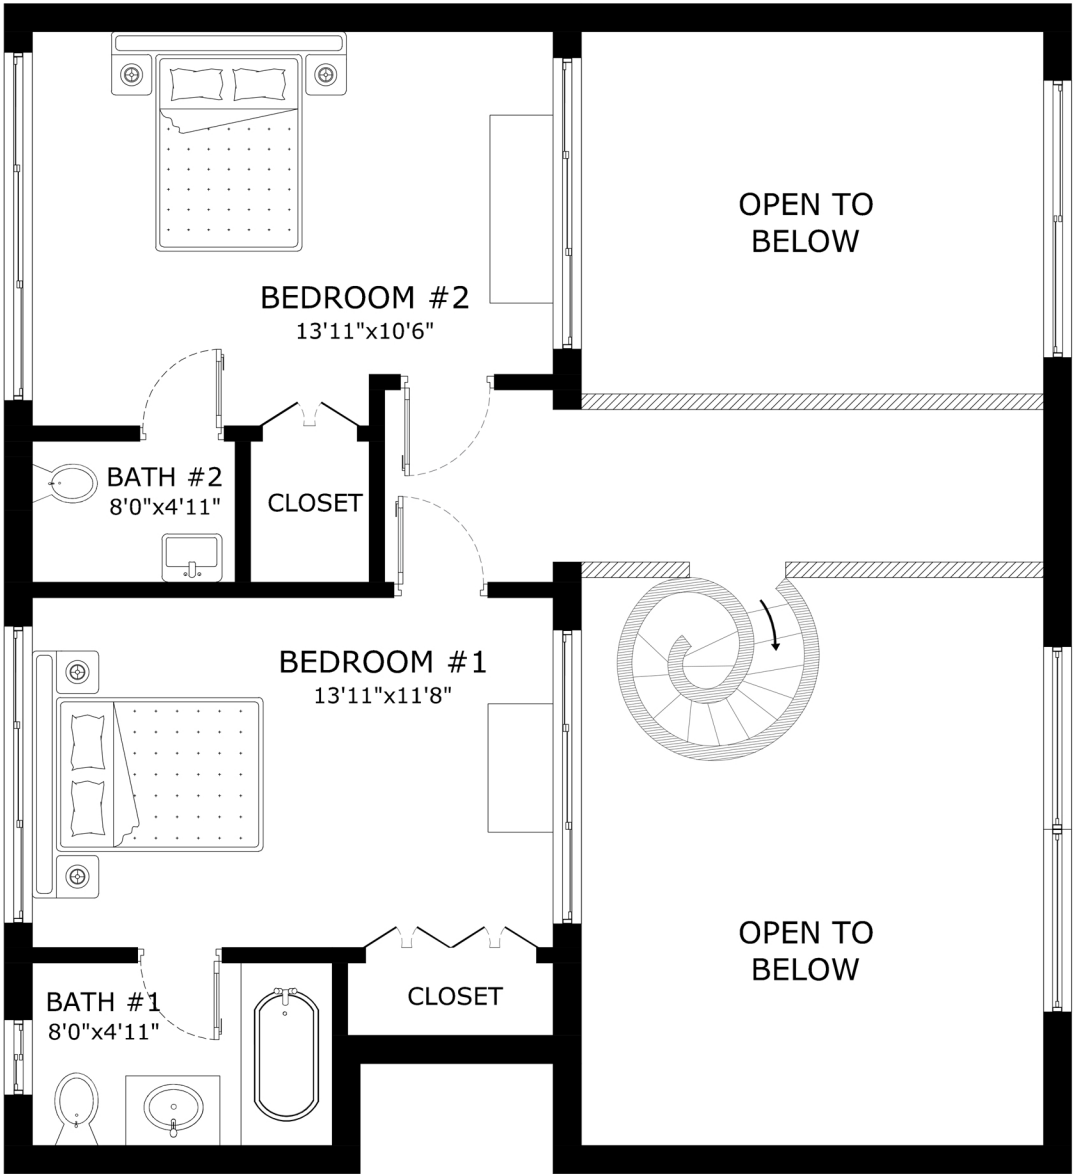 OPEN TO
BELOW
BEDROOM #2
13'11"x10'6"
BATH #2
8'0"x4'11"
CLOSET
BEDROOM #1
13'11"x11'8"
OPEN TO
BELOW
CLOSET
BATH #1
8'0"x4'11"